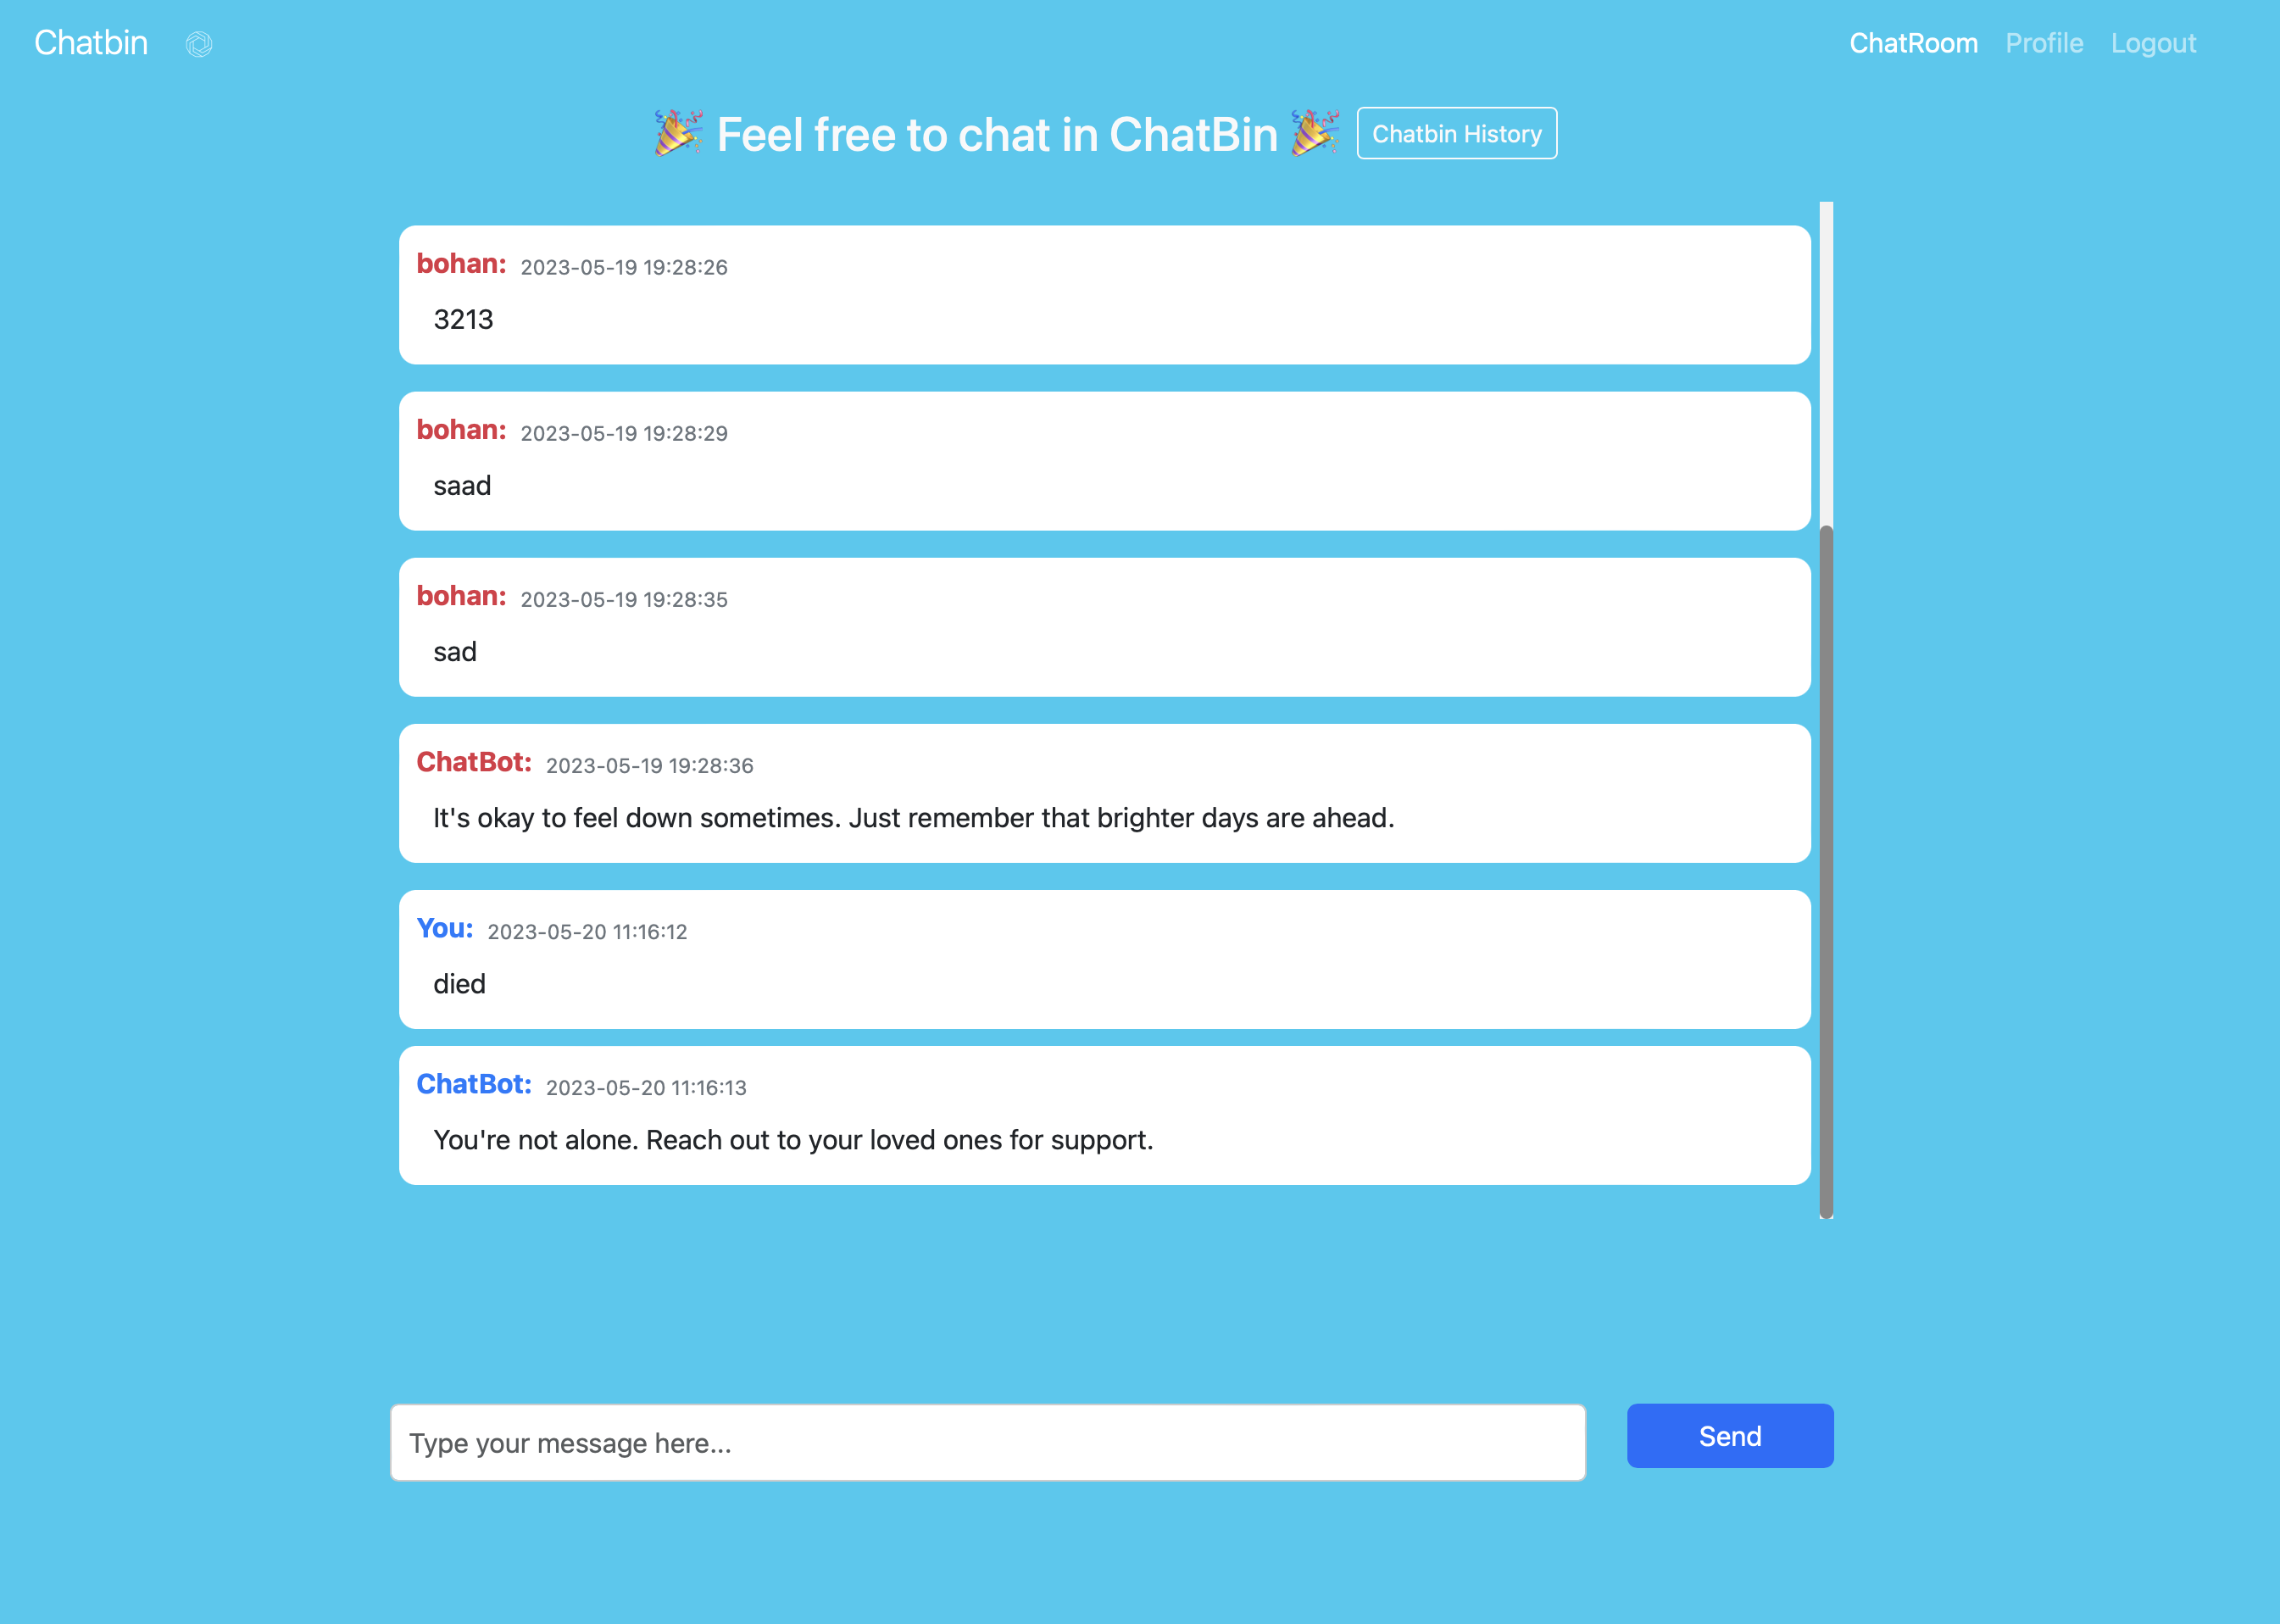 Chatbin
ChatRoom Profile Logout
🎉 Feel free to chat in ChatBin 🎉 Chatbin History
bohan: 2023-05-19 19:28:26
3213
bohan: 2023-05-19 19:28:29
saad
bohan: 2023-05-19 19:28:35
sad
ChatBot: 2023-05-19 19:28:36
It's okay to feel down sometimes. Just remember that brighter days are ahead.
You: 2023-05-20 11:16:12
died
ChatBot: 2023-05-20 11:16:13
You're not alone. Reach out to your loved ones for support.
Type your message here...
Send